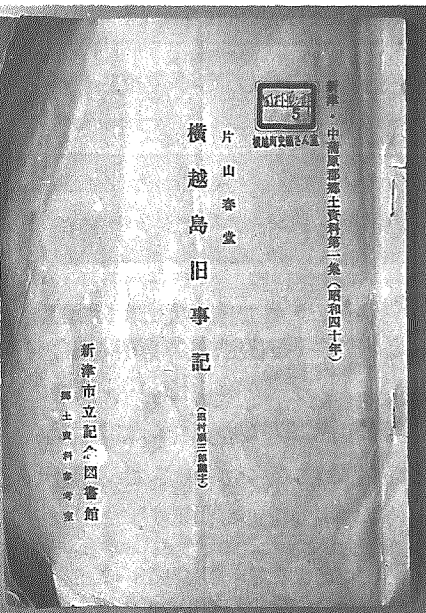 新津・中蒲原郡郷土資料第一集(昭和四十年)
5
横越町史編さん室
片山春堂
横越島旧事記
新津市立記念図書館
郷土資料参考室